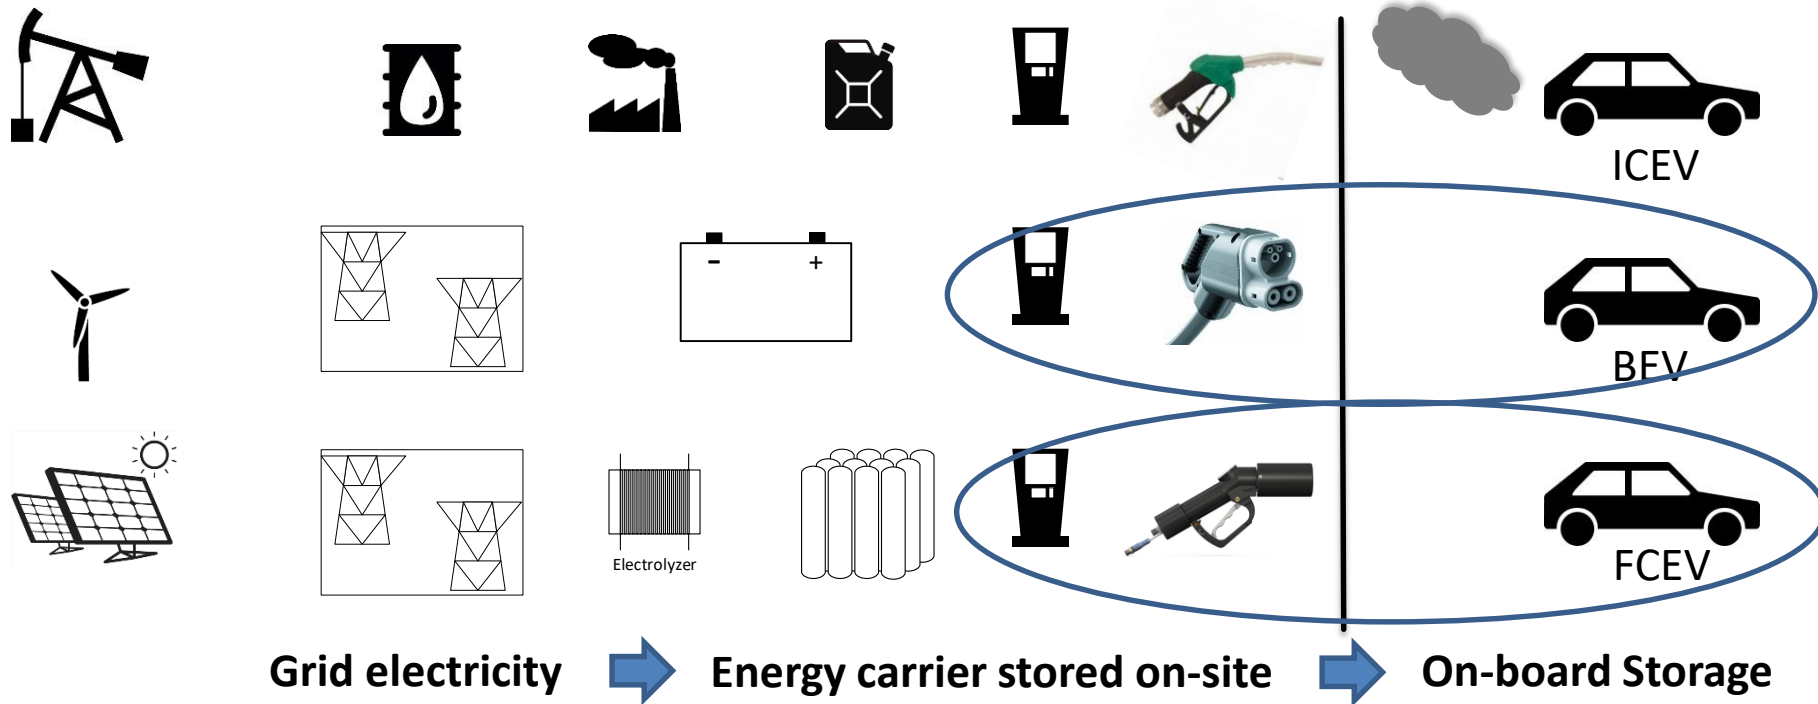 ICEV
- +
BEV
Electrolyzer
FCEV
Grid electricity Energy carrier stored on-site On-board Storage